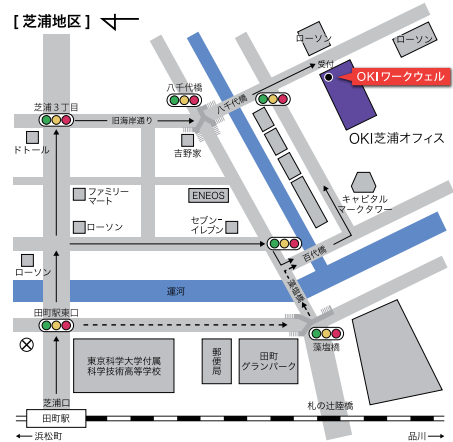 [ 芝浦地区 ]
ローソン
ローソン
受付
OKIワークウェル
八千代橋
八千代橋
芝浦３丁目
旧海岸通り
ドトール
吉野家
OKI芝浦オフィス
ファミリー
マート
ENEOS
キャピタル
マークタワー
ローソン
セブン-
イレブン
百代橋
ローソン
運河
藻塩橋
田町駅東口
藻塩橋
東京科学大学付属
科学技術高等学校
郵便局
田町
グランパーク
芝浦口
札の辻陸橋
田町駅
浜松町
品川